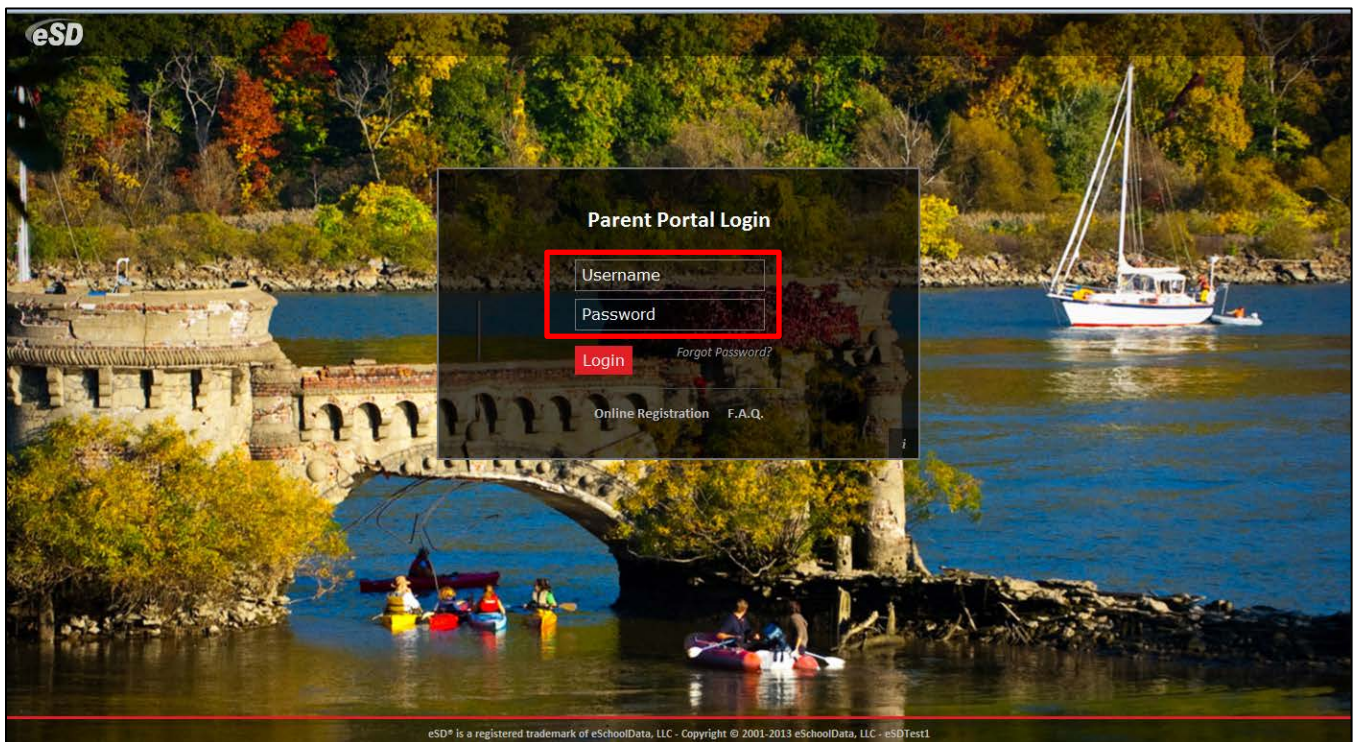 eSD
Parent Portal Login
Username
Password
Login Forgot Password?
Online Registration F.A.Q.
i
eSD® is a registered trademark of eSchoolData, LLC - Copyright © 2001-2013 eSchoolData, LLC - eSDTest1